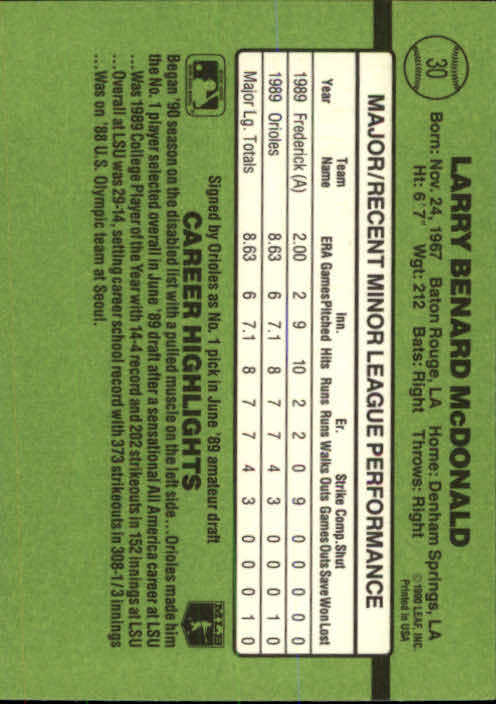 30
LARRY BENARD McDONALD
Born: Nov. 24, 1967 Baton Rouge, LA Home: Denham Springs, LA
Ht: 6' 7" Wgt: 212 Bats: Right Throws: Right
© 1990 LEAF, INC.
Printed in USA
MAJOR/RECENT MINOR LEAGUE PERFORMANCE
Team Inn. Er. Strike Comp. Shut
Year Name ERA Games Pitched Hits Runs Runs Walks Outs Games Outs Save Won Lost
1989 Frederick (A) 2.00 2 9 10 2 2 0 9 0 0 0 0 0
1989 Orioles 8.63 6 7.1 8 7 7 4 3 0 0 0 1 0
Major Lg. Totals 8.63 6 7.1 8 7 7 4 3 0 0 0 1 0
Signed by Orioles as No. 1 pick in June '89 amateur draft
CAREER HIGHLIGHTS
MLB
Began '90 season on the disabled list with a pulled muscle on the left side...Orioles made him
the No. 1 player selected overall in June '89 draft after a sensational All America career at LSU
...Was 1989 College Player of the Year with 14-4 record and 202 strikeouts in 152 innings at LSU
...Overall at LSU was 29-14, setting career school record with 373 strikeouts in 308-1/3 innings
...Was on '88 U.S. Olympic team at Seoul.